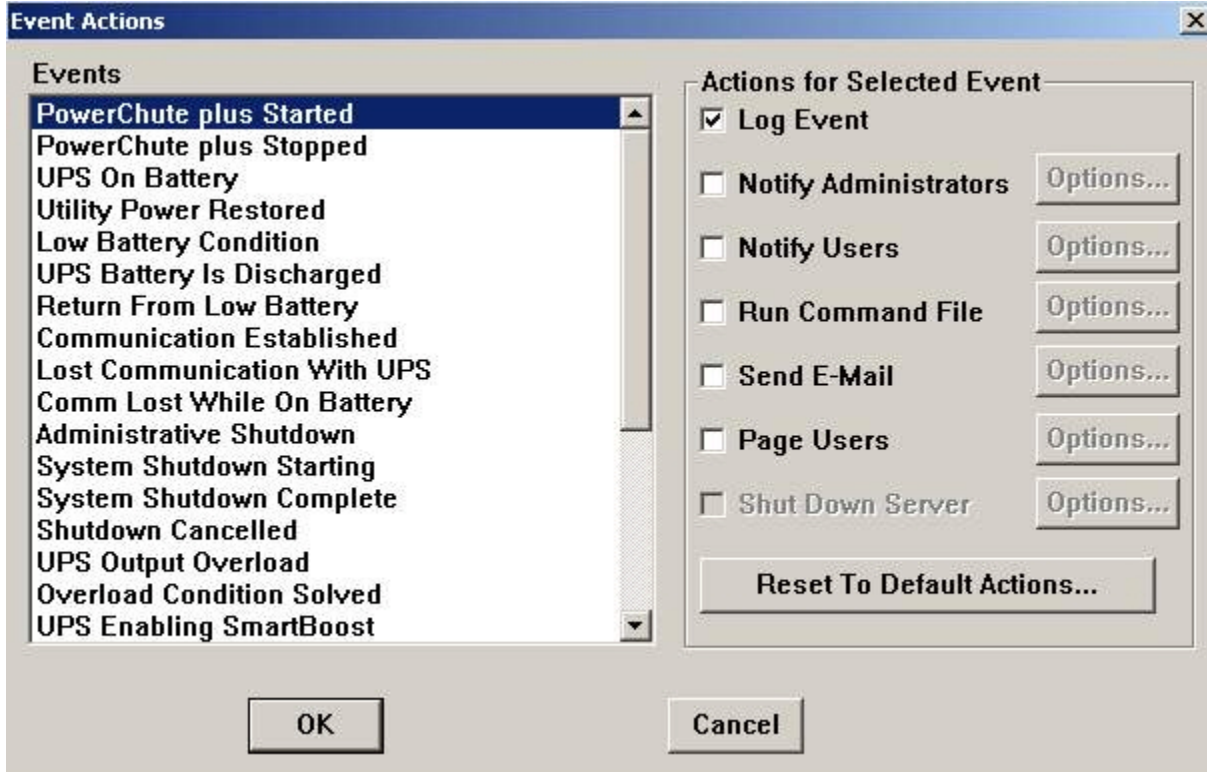 Event Actions
Events
PowerChute plus Started
PowerChute plus Stopped
UPS On Battery
Utility Power Restored
Low Battery Condition
UPS Battery Is Discharged
Return From Low Battery
Communication Established
Lost Communication With UPS
Comm Lost While On Battery
Administrative Shutdown
System Shutdown Starting
System Shutdown Complete
Shutdown Cancelled
UPS Output Overload
Overload Condition Solved
UPS Enabling SmartBoost
Actions for Selected Event
Log Event
Notify Administrators Options...
Notify Users Options...
Run Command File Options...
Send E-Mail Options...
Page Users Options...
Shut Down Server Options...
Reset To Default Actions...
OK Cancel